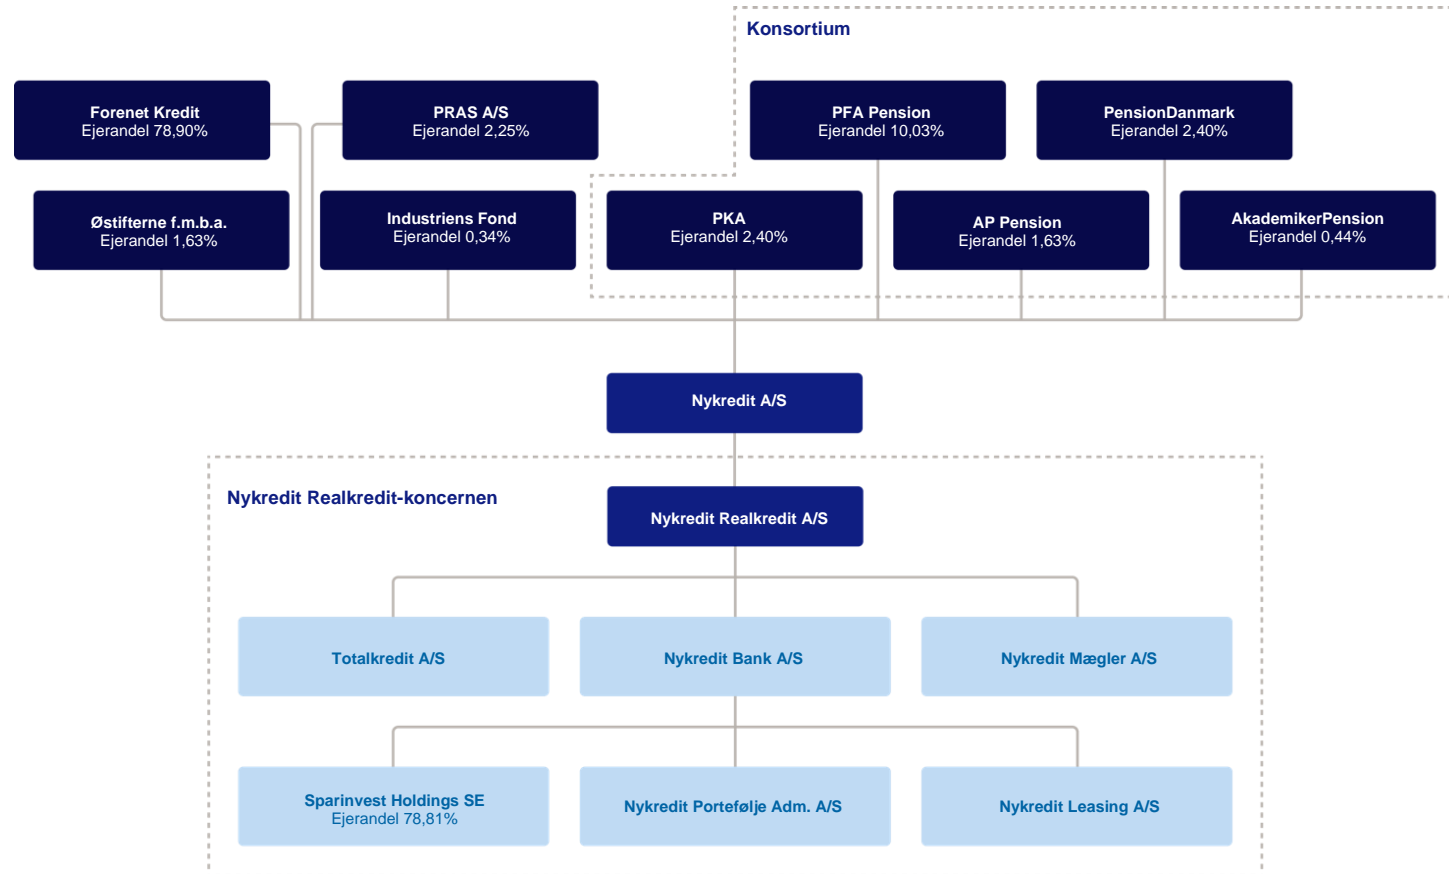 Konsortium
Forenet Kredit
Ejerandel 78,90%
PRAS A/S
Ejerandel 2,25%
PFA Pension
Ejerandel 10,03%
PensionDanmark
Ejerandel 2,40%
Østifterne f.m.b.a.
Ejerandel 1,63%
Industriens Fond
Ejerandel 0,34%
PKA
Ejerandel 2,40%
AP Pension
Ejerandel 1,63%
AkademikerPension
Ejerandel 0,44%
Nykredit A/S
Nykredit Realkredit-koncernen
Nykredit Realkredit A/S
Totalkredit A/S
Nykredit Bank A/S
Nykredit Mægler A/S
Sparinvest Holdings SE
Ejerandel 78,81%
Nykredit Portefølje Adm. A/S
Nykredit Leasing A/S